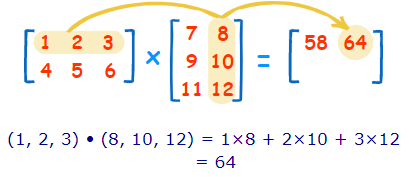 1 2 3 × 7 8 = 58 64
4 5 6 9 10
11 12
(1, 2, 3) • (8, 10, 12) = 1×8 + 2×10 + 3×12
= 64